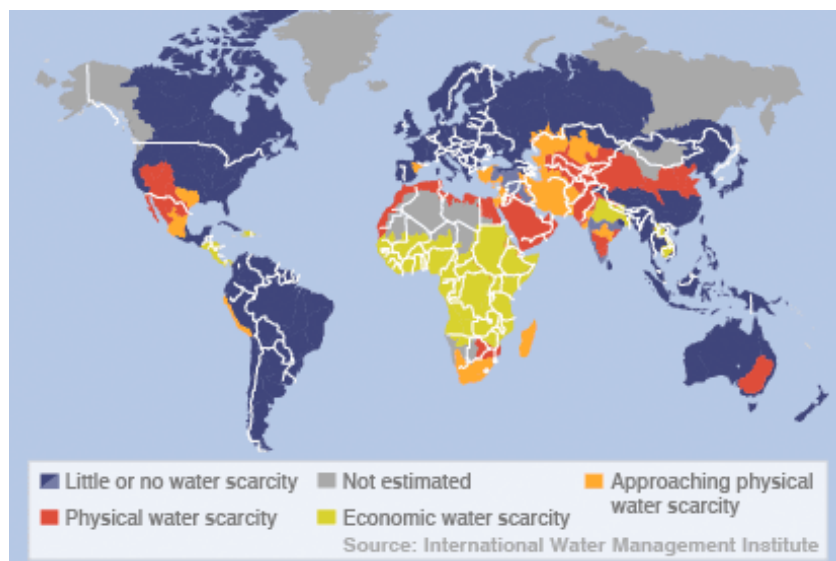 Little or no water scarcity
Not estimated
Approaching physical
water scarcity
Physical water scarcity
Economic water scarcity
Source: International Water Management Institute